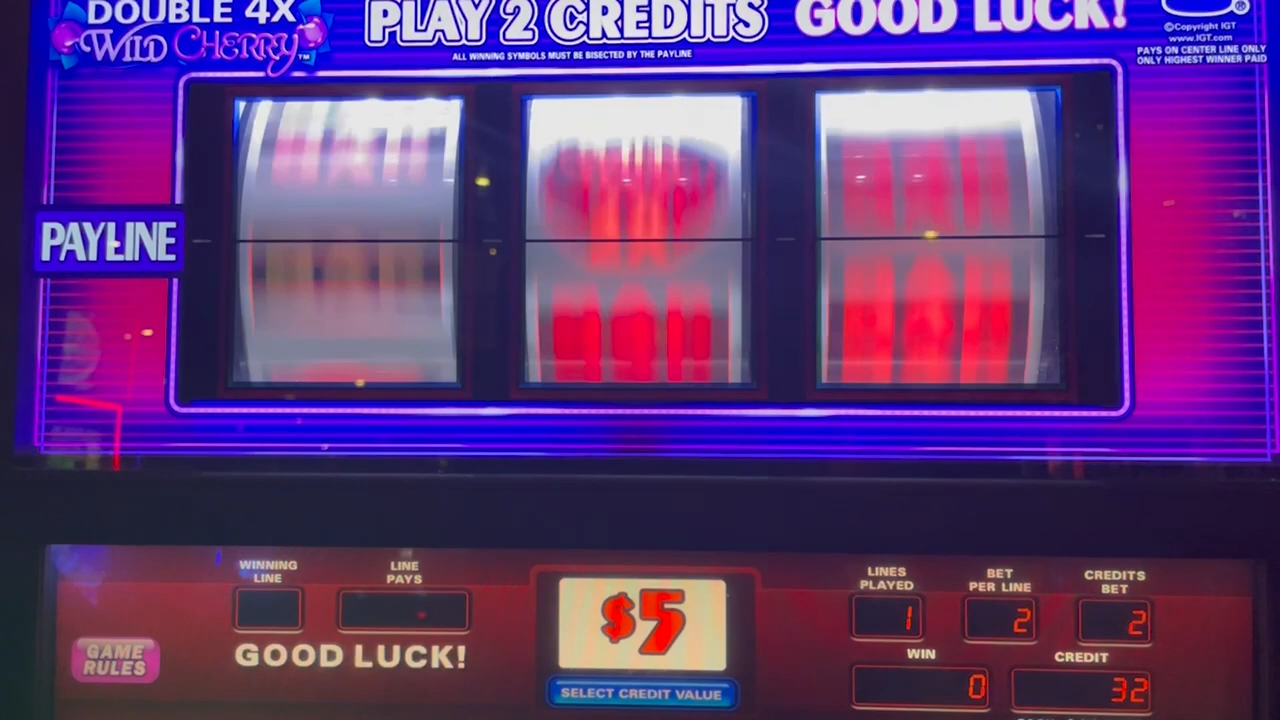 DOUBLE 4X
WILD CHERRY™
PLAY 2 CREDITS
GOOD LUCK!
ALL WINNING SYMBOLS MUST BE BISECTED BY THE PAYLINE
®
©Copyright IGT
www.IGT.com
PAYS ON CENTER LINE ONLY
ONLY HIGHEST WINNER PAID
PAYLINE
WINNING
LINE
LINE
PAYS
GOOD LUCK!
GAME
RULES
$5
SELECT CREDIT VALUE
LINES
PLAYED
1
BET
PER LINE
2
CREDITS
BET
2
WIN
0
CREDIT
32